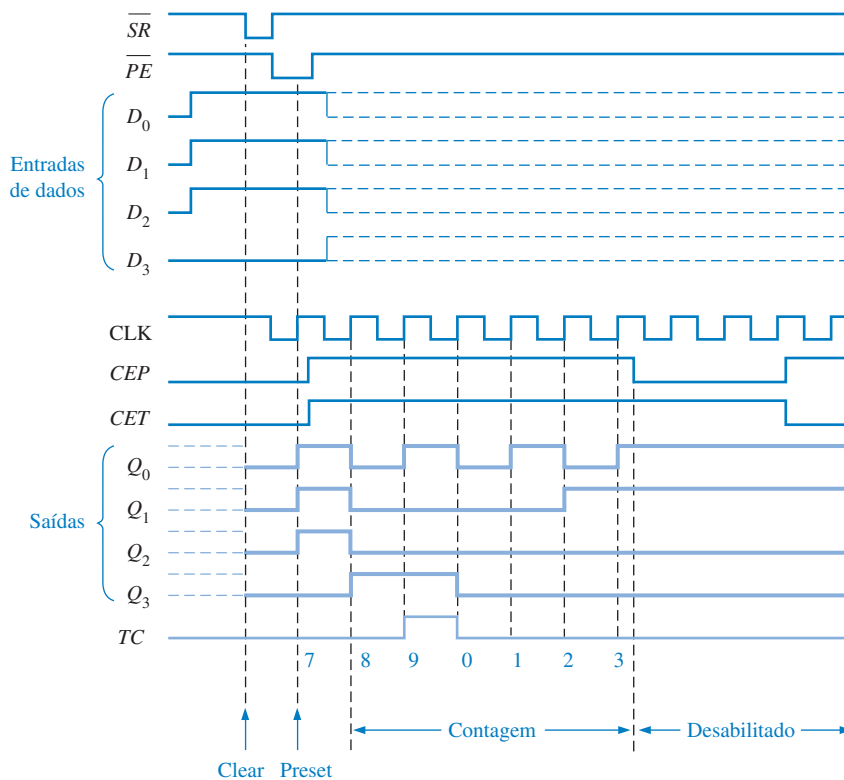 SR
PE
D0
D1
D2
D3
Entradas
de dados
CLK
CEP
CET
Q0
Q1
Q2
Q3
Saídas
TC
7 8 9 0 1 2 3
Contagem
Desabilitado
Clear
Preset